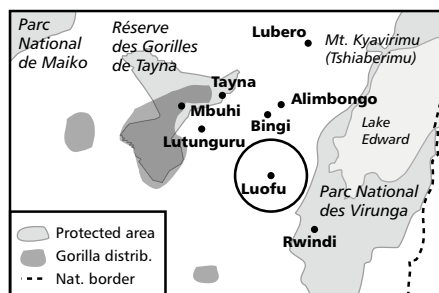 Parc
National
de Maiko
Réserve
des Gorilles
de Tayna
Lubero
Mt. Kyavirimu
(Tshiaberimu)
Tayna
Mbuhi
Alimbongo
Bingi
Lutunguru
Lake
Edward
Luofu
Parc National
des Virunga
Rwindi
Protected area
Gorilla distrib.
Nat. border